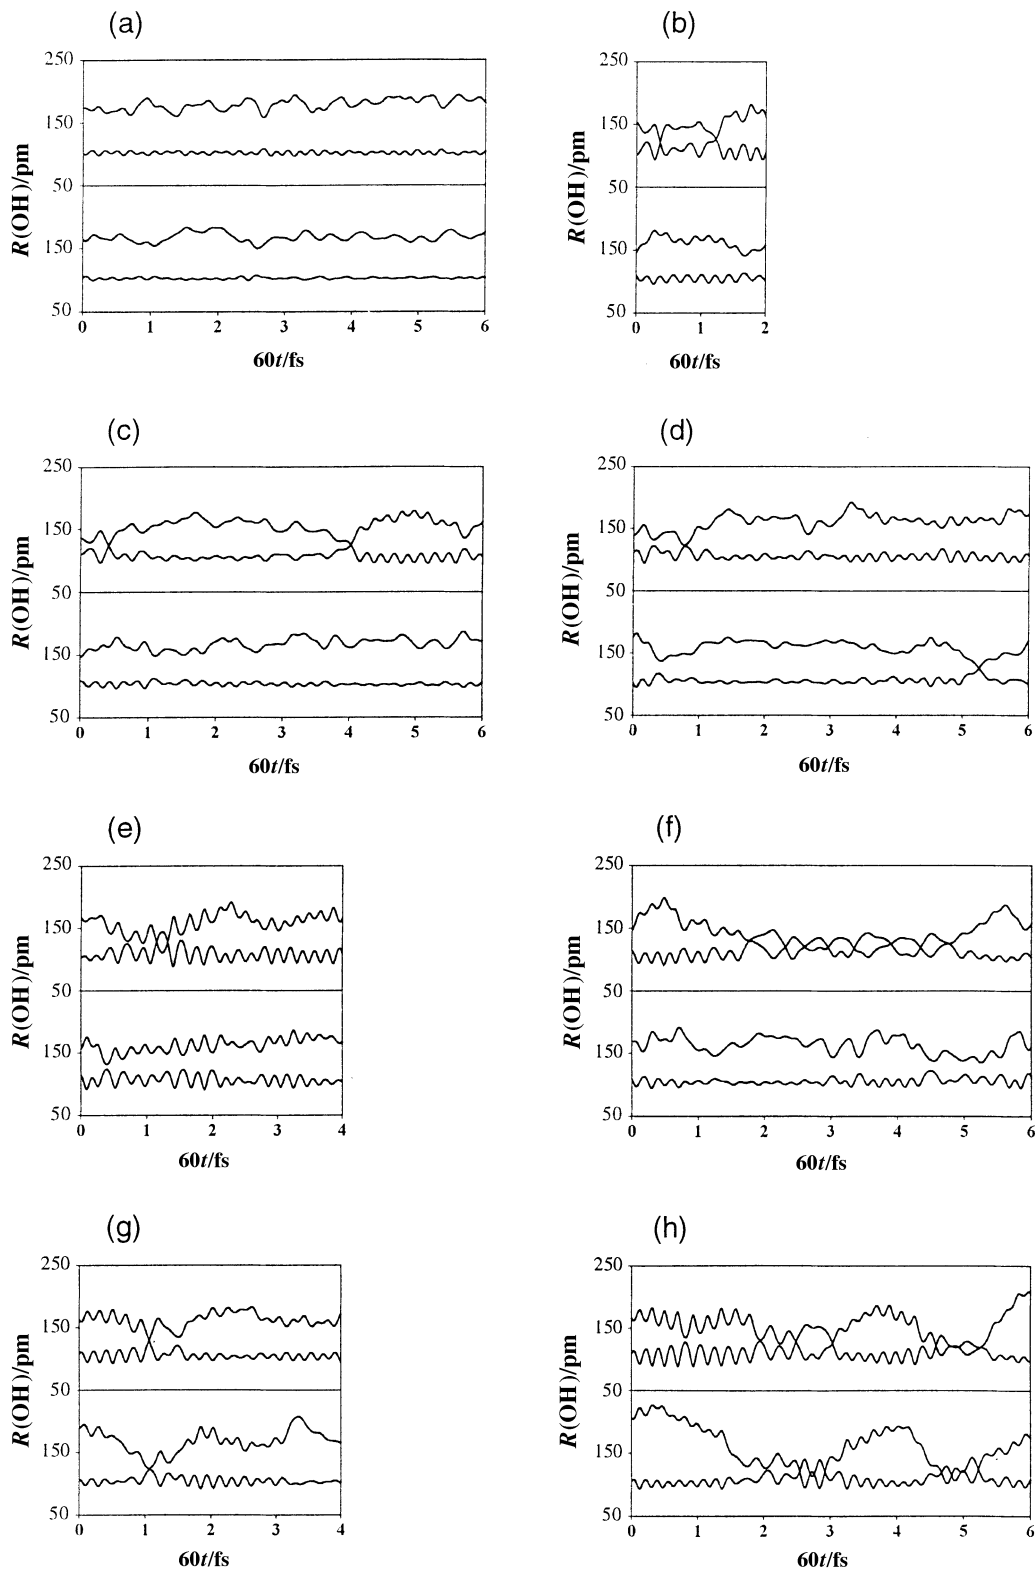 (a) (b)
250 250
150 150
50 50
150 150
50 50
R(OH)/pm R(OH)/pm
0 1 2 3 4 5 6 0 1 2
60t/fs 60t/fs
(c) (d)
250 250
150 150
50 50
150 150
50 50
R(OH)/pm R(OH)/pm
0 1 2 3 4 5 6 0 1 2 3 4 5 6
60t/fs 60t/fs
(e) (f)
250 250
150 150
50 50
150 150
50 50
R(OH)/pm R(OH)/pm
0 1 2 3 4 0 1 2 3 4 5 6
60t/fs 60t/fs
(g) (h)
250 250
150 150
50 50
150 150
50 50
R(OH)/pm R(OH)/pm
0 1 2 3 4 0 1 2 3 4 5 6
60t/fs 60t/fs